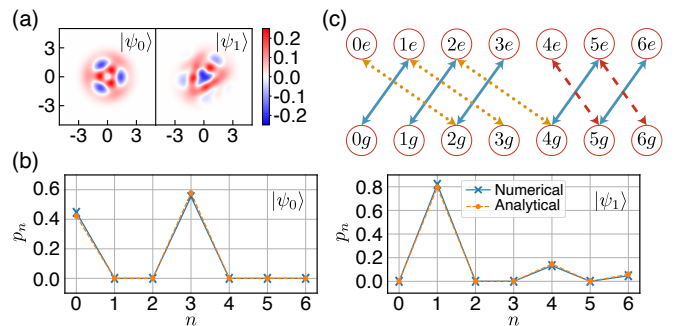 (a)
|ψ₀⟩
|ψ₁⟩
3
0
-3
-3 0 3
-3 0 3
0.2
0.1
0.0
-0.1
-0.2
(b)
0.6
0.4
0.2
0.0
pₙ
|ψ₀⟩
0 1 2 3 4 5 6
n
(c)
0e 1e 2e 3e 4e 5e 6e
0g 1g 2g 3g 4g 5g 6g
0.8
0.6
0.4
0.2
0.0
pₙ
Numerical
Analytical
|ψ₁⟩
0 1 2 3 4 5 6
n